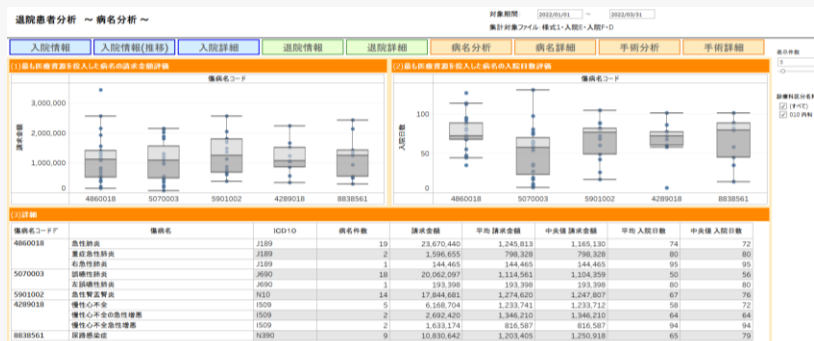 退院患者分析 ～ 病名分析 ～
対象期間: 2022/01/01 ～ 2022/03/31
集計対象ファイル:様式1・入院E・入院F・D
入院情報 入院情報(推移) 入院詳細 退院情報 退院詳細 病名分析 病名詳細 手術分析 手術詳細
表示件数
5
(1)最も医療資源を投入した病名の請求金額評価
(2)最も医療資源を投入した病名の入院日数評価
傷病名コード
傷病名コード
診療科区分名称
(すべて)
010 内科
請求金額
3,000,000
2,000,000
1,000,000
0
4860018 5070003 5901002 4289018 8838561
入院日数
100
50
0
4860018 5070003 5901002 4289018 8838561
(3)詳細
傷病名コード 傷病名 ICD10 病名件数 請求金額 平均 請求金額 中央値 請求金額 平均 入院日数 中央値 入院日数
4860018 急性肺炎 J189 19 23,670,440 1,245,813 1,165,130 74 72
重症急性肺炎 J189 2 1,596,655 798,328 798,328 80 80
右急性肺炎 J189 1 144,465 144,465 144,465 95 95
5070003 誤嚥性肺炎 J690 18 20,062,097 1,114,561 1,104,359 50 56
左誤嚥性肺炎 J690 1 193,398 193,398 193,398 80 80
5901002 急性腎盂腎炎 N10 14 17,844,681 1,274,620 1,247,807 67 76
4289018 慢性心不全 I509 5 6,168,704 1,233,741 1,233,712 58 72
慢性心不全の急性増悪 I509 2 2,692,420 1,346,210 1,346,210 64 64
慢性心不全急性増悪 I509 2 1,633,174 816,587 816,587 94 94
8838561 尿路感染症 N390 9 10,830,642 1,203,405 1,250,918 65 79